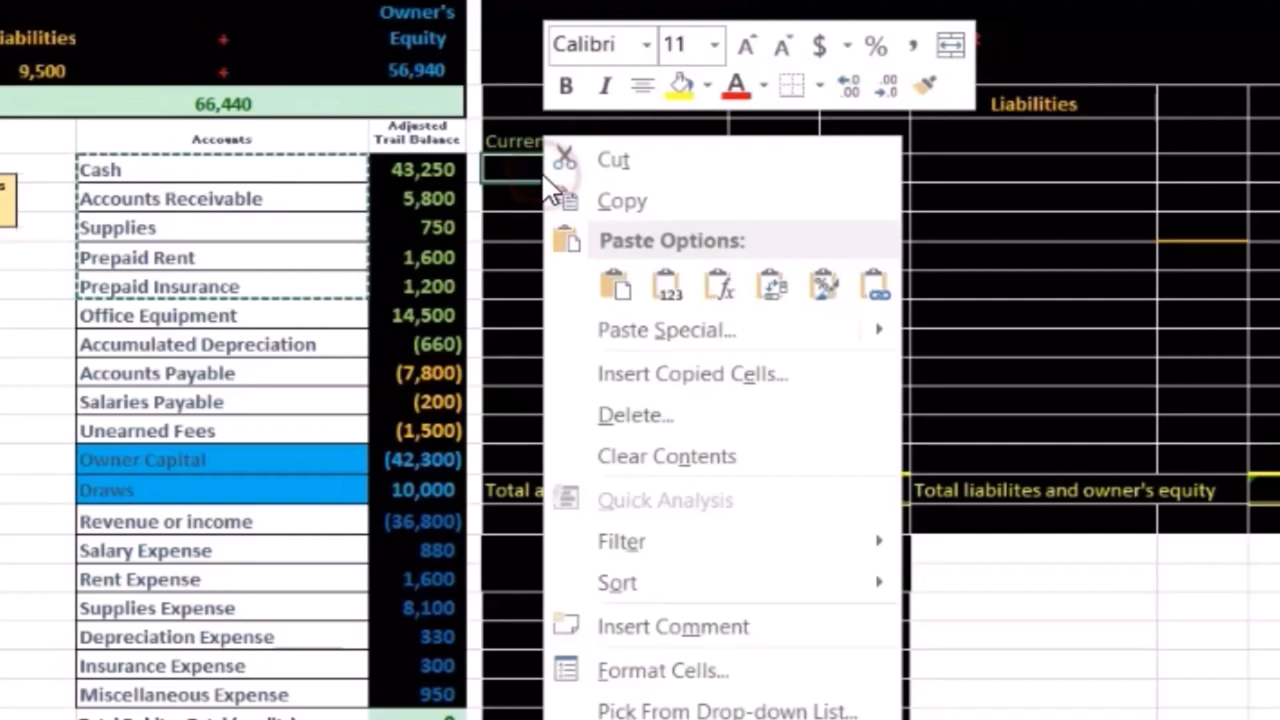 Owner's
Equity
iabilities
+
9,500
+
56,940
66,440
Accounts
Adjusted
Trail Balance
Cash 43,250
Accounts Receivable 5,800
Supplies 750
Prepaid Rent 1,600
Prepaid Insurance 1,200
Office Equipment 14,500
Accumulated Depreciation (660)
Accounts Payable (7,800)
Salaries Payable (200)
Unearned Fees (1,500)
Owner Capital (42,300)
Draws 10,000
Revenue or income (36,800)
Salary Expense 880
Rent Expense 1,600
Supplies Expense 8,100
Depreciation Expense 330
Insurance Expense 300
Miscellaneous Expense 950
Calibri 11 A A $ % ,
B I A .00 .00
Curren
Cut
Copy
Paste Options:
123 fx %
Paste Special...
Insert Copied Cells...
Delete...
Clear Contents
Quick Analysis
Filter
Sort
Insert Comment
Format Cells...
Pick From Drop-down List...
Total a
Liabilities
Total liabilites and owner's equity